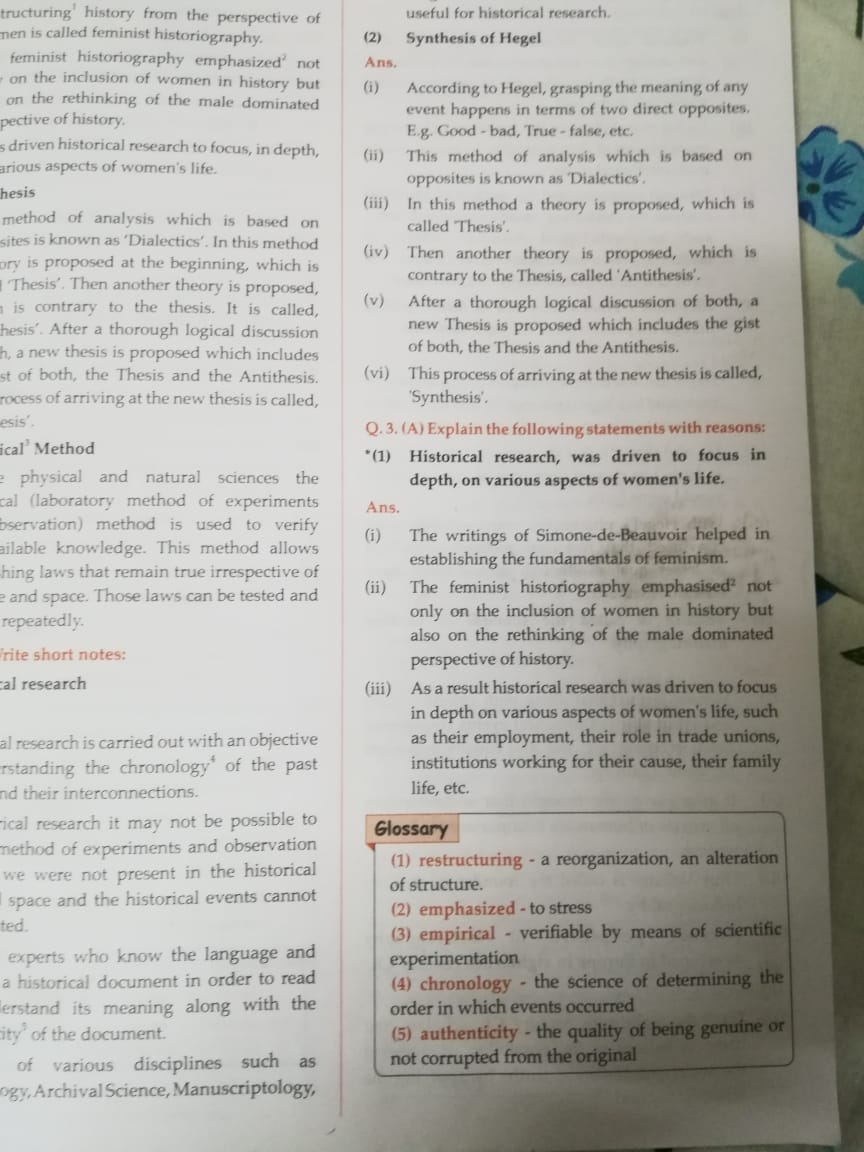 tructuring¹ history from the perspective of
men is called feminist historiography.
feminist historiography emphasized² not
on the inclusion of women in history but
on the rethinking of the male dominated
pective of history.
s driven historical research to focus, in depth,
arious aspects of women's life.
hesis
method of analysis which is based on
sites is known as 'Dialectics'. In this method
ory is proposed at the beginning, which is
'Thesis'. Then another theory is proposed,
is contrary to the thesis. It is called,
hesis'. After a thorough logical discussion
h, a new thesis is proposed which includes
st of both, the Thesis and the Antithesis.
rocess of arriving at the new thesis is called,
esis'.
ical³ Method
e physical and natural sciences the
cal (laboratory method of experiments
bservation) method is used to verify
ailable knowledge. This method allows
hing laws that remain true irrespective of
e and space. Those laws can be tested and
repeatedly.
rite short notes:
cal research
al research is carried out with an objective
rstanding the chronology⁴ of the past
nd their interconnections.
rical research it may not be possible to
method of experiments and observation
we were not present in the historical
space and the historical events cannot
ted.
experts who know the language and
a historical document in order to read
erstand its meaning along with the
ity⁵ of the document.
of various disciplines such as
ogy, Archival Science, Manuscriptology,
useful for historical research.
(2) Synthesis of Hegel
Ans.
(i) According to Hegel, grasping the meaning of any
event happens in terms of two direct opposites.
E.g. Good - bad, True - false, etc.
(ii) This method of analysis which is based on
opposites is known as 'Dialectics'.
(iii) In this method a theory is proposed, which is
called 'Thesis'.
(iv) Then another theory is proposed, which is
contrary to the Thesis, called 'Antithesis'.
(v) After a thorough logical discussion of both, a
new Thesis is proposed which includes the gist
of both, the Thesis and the Antithesis.
(vi) This process of arriving at the new thesis is called,
'Synthesis'.
Q. 3. (A) Explain the following statements with reasons:
*(1) Historical research, was driven to focus in
depth, on various aspects of women's life.
Ans.
(i) The writings of Simone-de-Beauvoir helped in
establishing the fundamentals of feminism.
(ii) The feminist historiography emphasised² not
only on the inclusion of women in history but
also on the rethinking of the male dominated
perspective of history.
(iii) As a result historical research was driven to focus
in depth on various aspects of women's life, such
as their employment, their role in trade unions,
institutions working for their cause, their family
life, etc.
Glossary
(1) restructuring - a reorganization, an alteration
of structure.
(2) emphasized - to stress
(3) empirical - verifiable by means of scientific
experimentation
(4) chronology - the science of determining the
order in which events occurred
(5) authenticity - the quality of being genuine or
not corrupted from the original